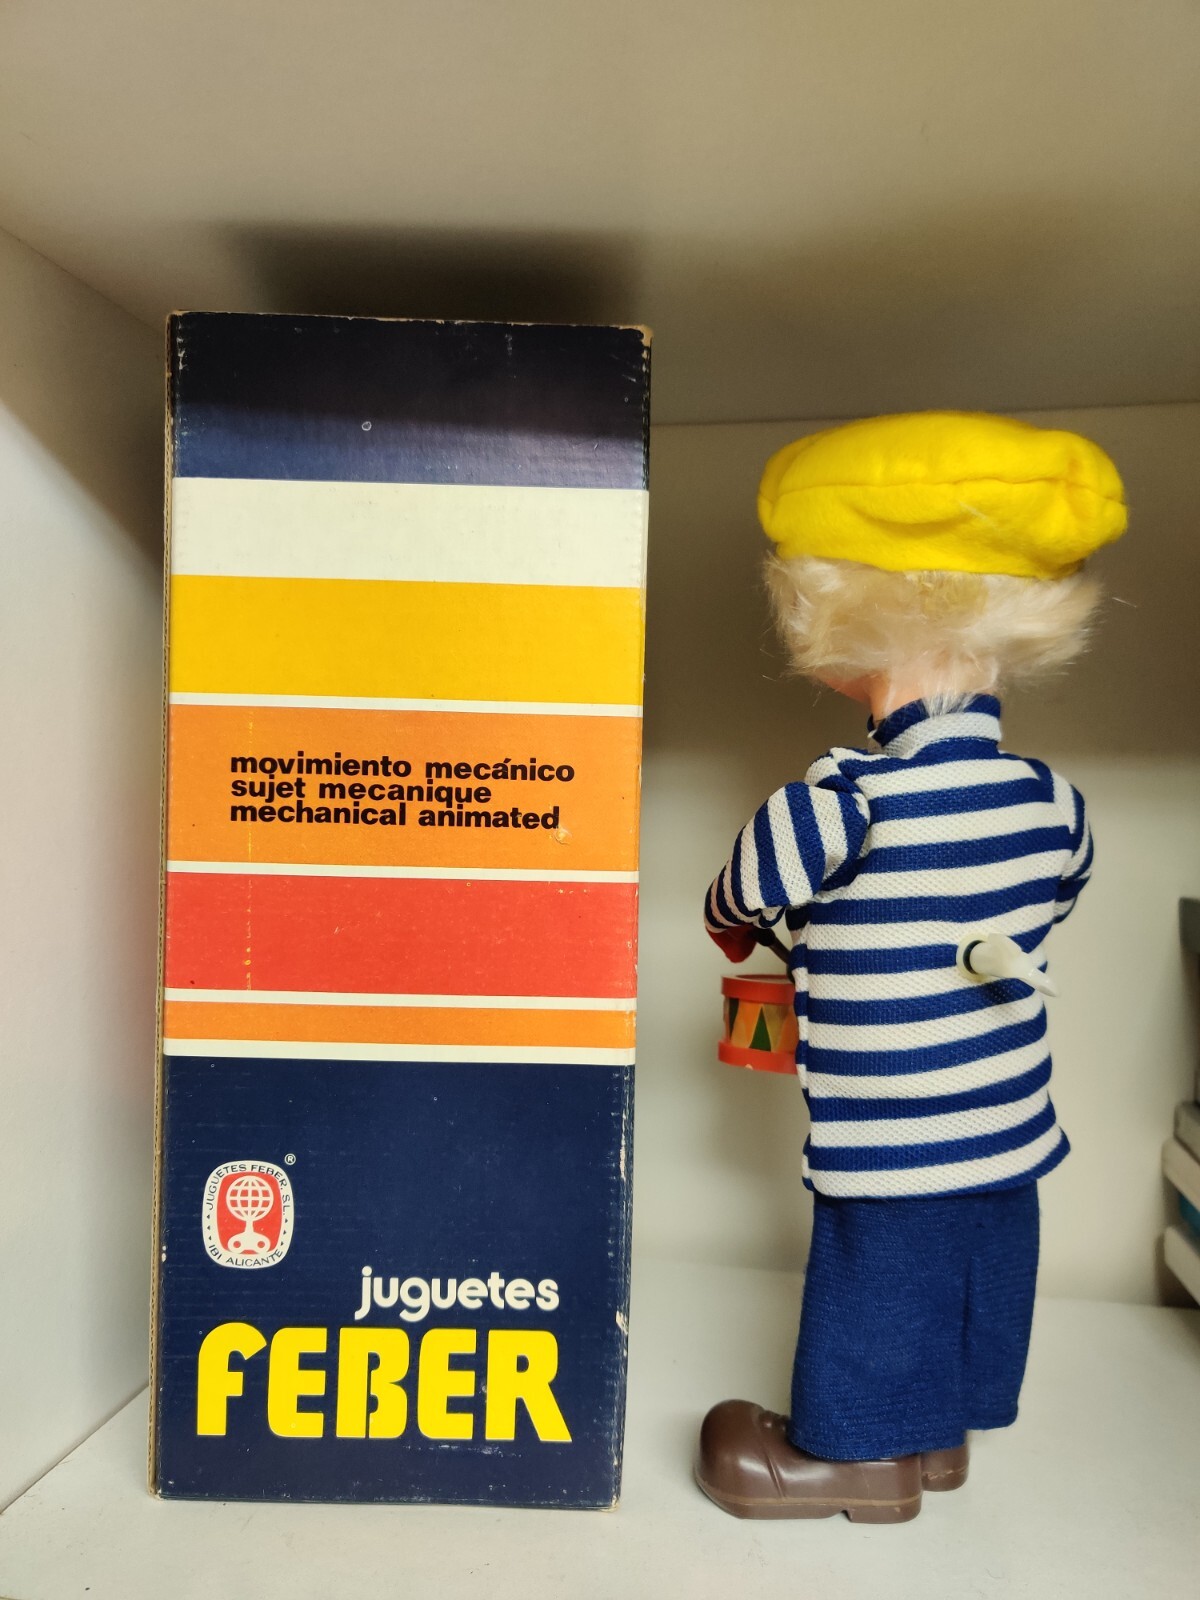 movimiento mecánico
sujet mecanique
mechanical animated
JUGUETES FEBER, S.L.
IBI ALICANTE
®
juguetes
FEBER